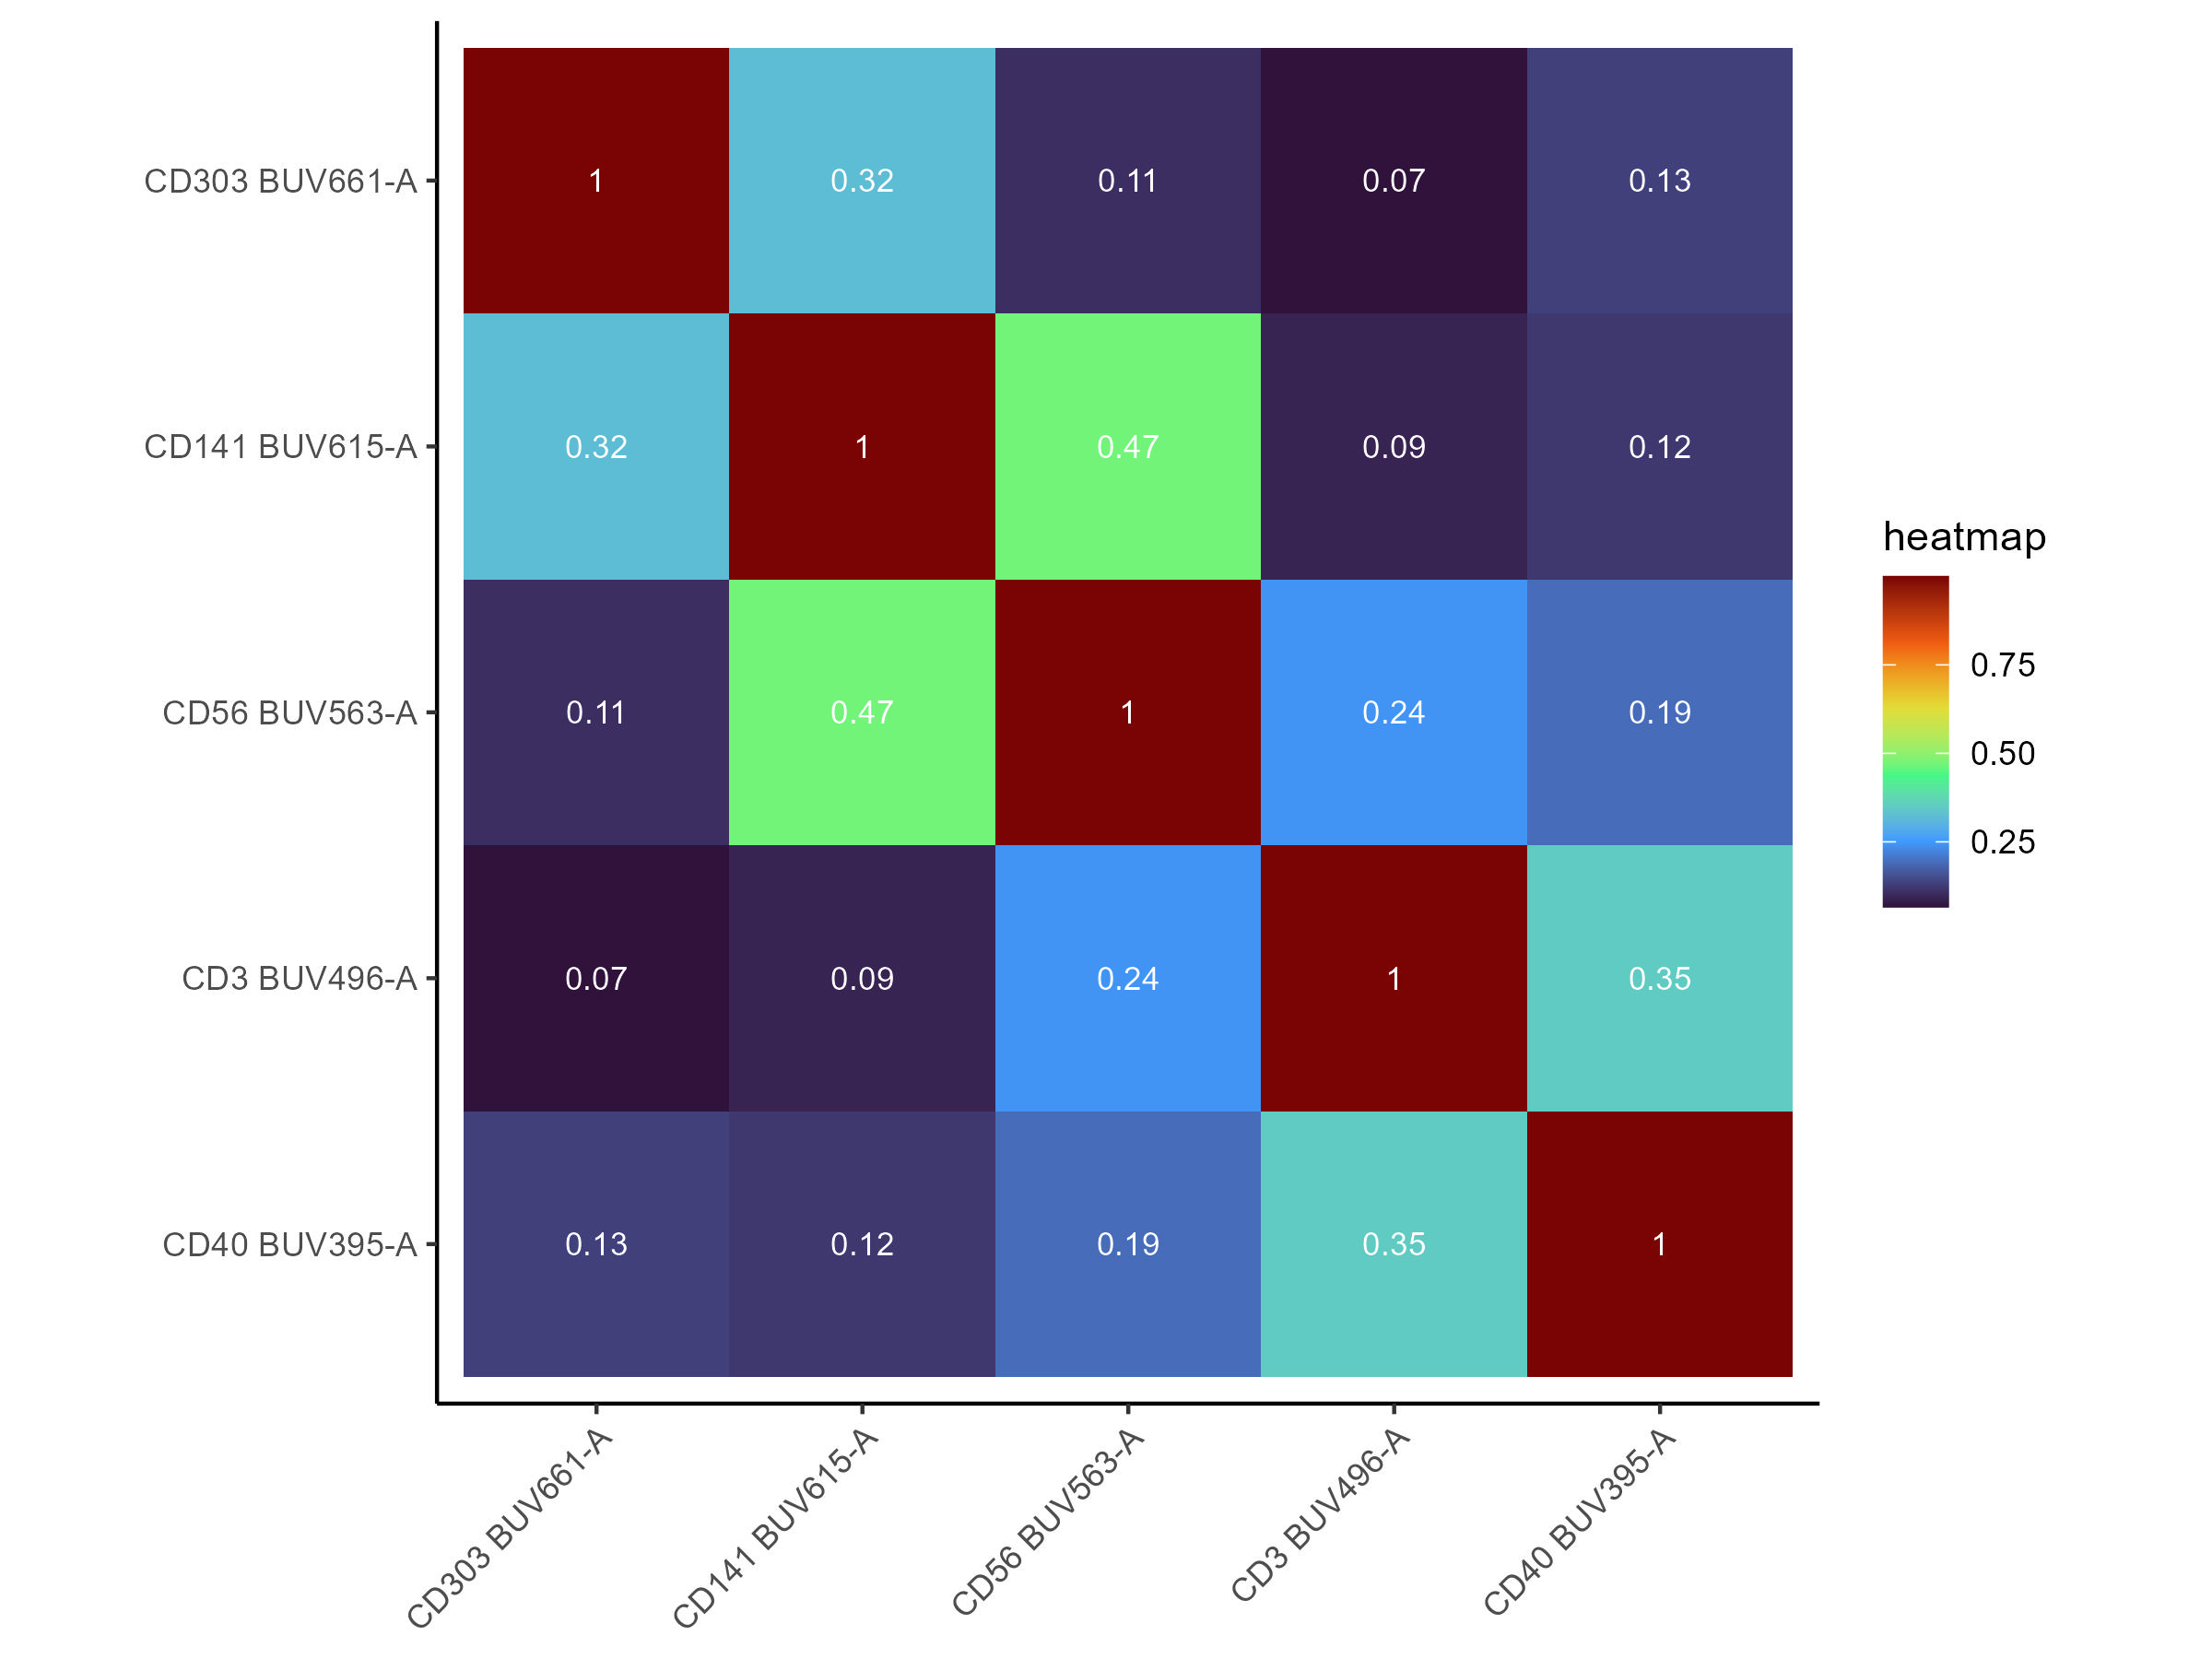 CD303 BUV661-A 1 0.32 0.11 0.07 0.13
CD141 BUV615-A 0.32 1 0.47 0.09 0.12
CD56 BUV563-A 0.11 0.47 1 0.24 0.19
CD3 BUV496-A 0.07 0.09 0.24 1 0.35
CD40 BUV395-A 0.13 0.12 0.19 0.35 1
CD303 BUV661-A
CD141 BUV615-A
CD56 BUV563-A
CD3 BUV496-A
CD40 BUV395-A
heatmap
0.75
0.50
0.25